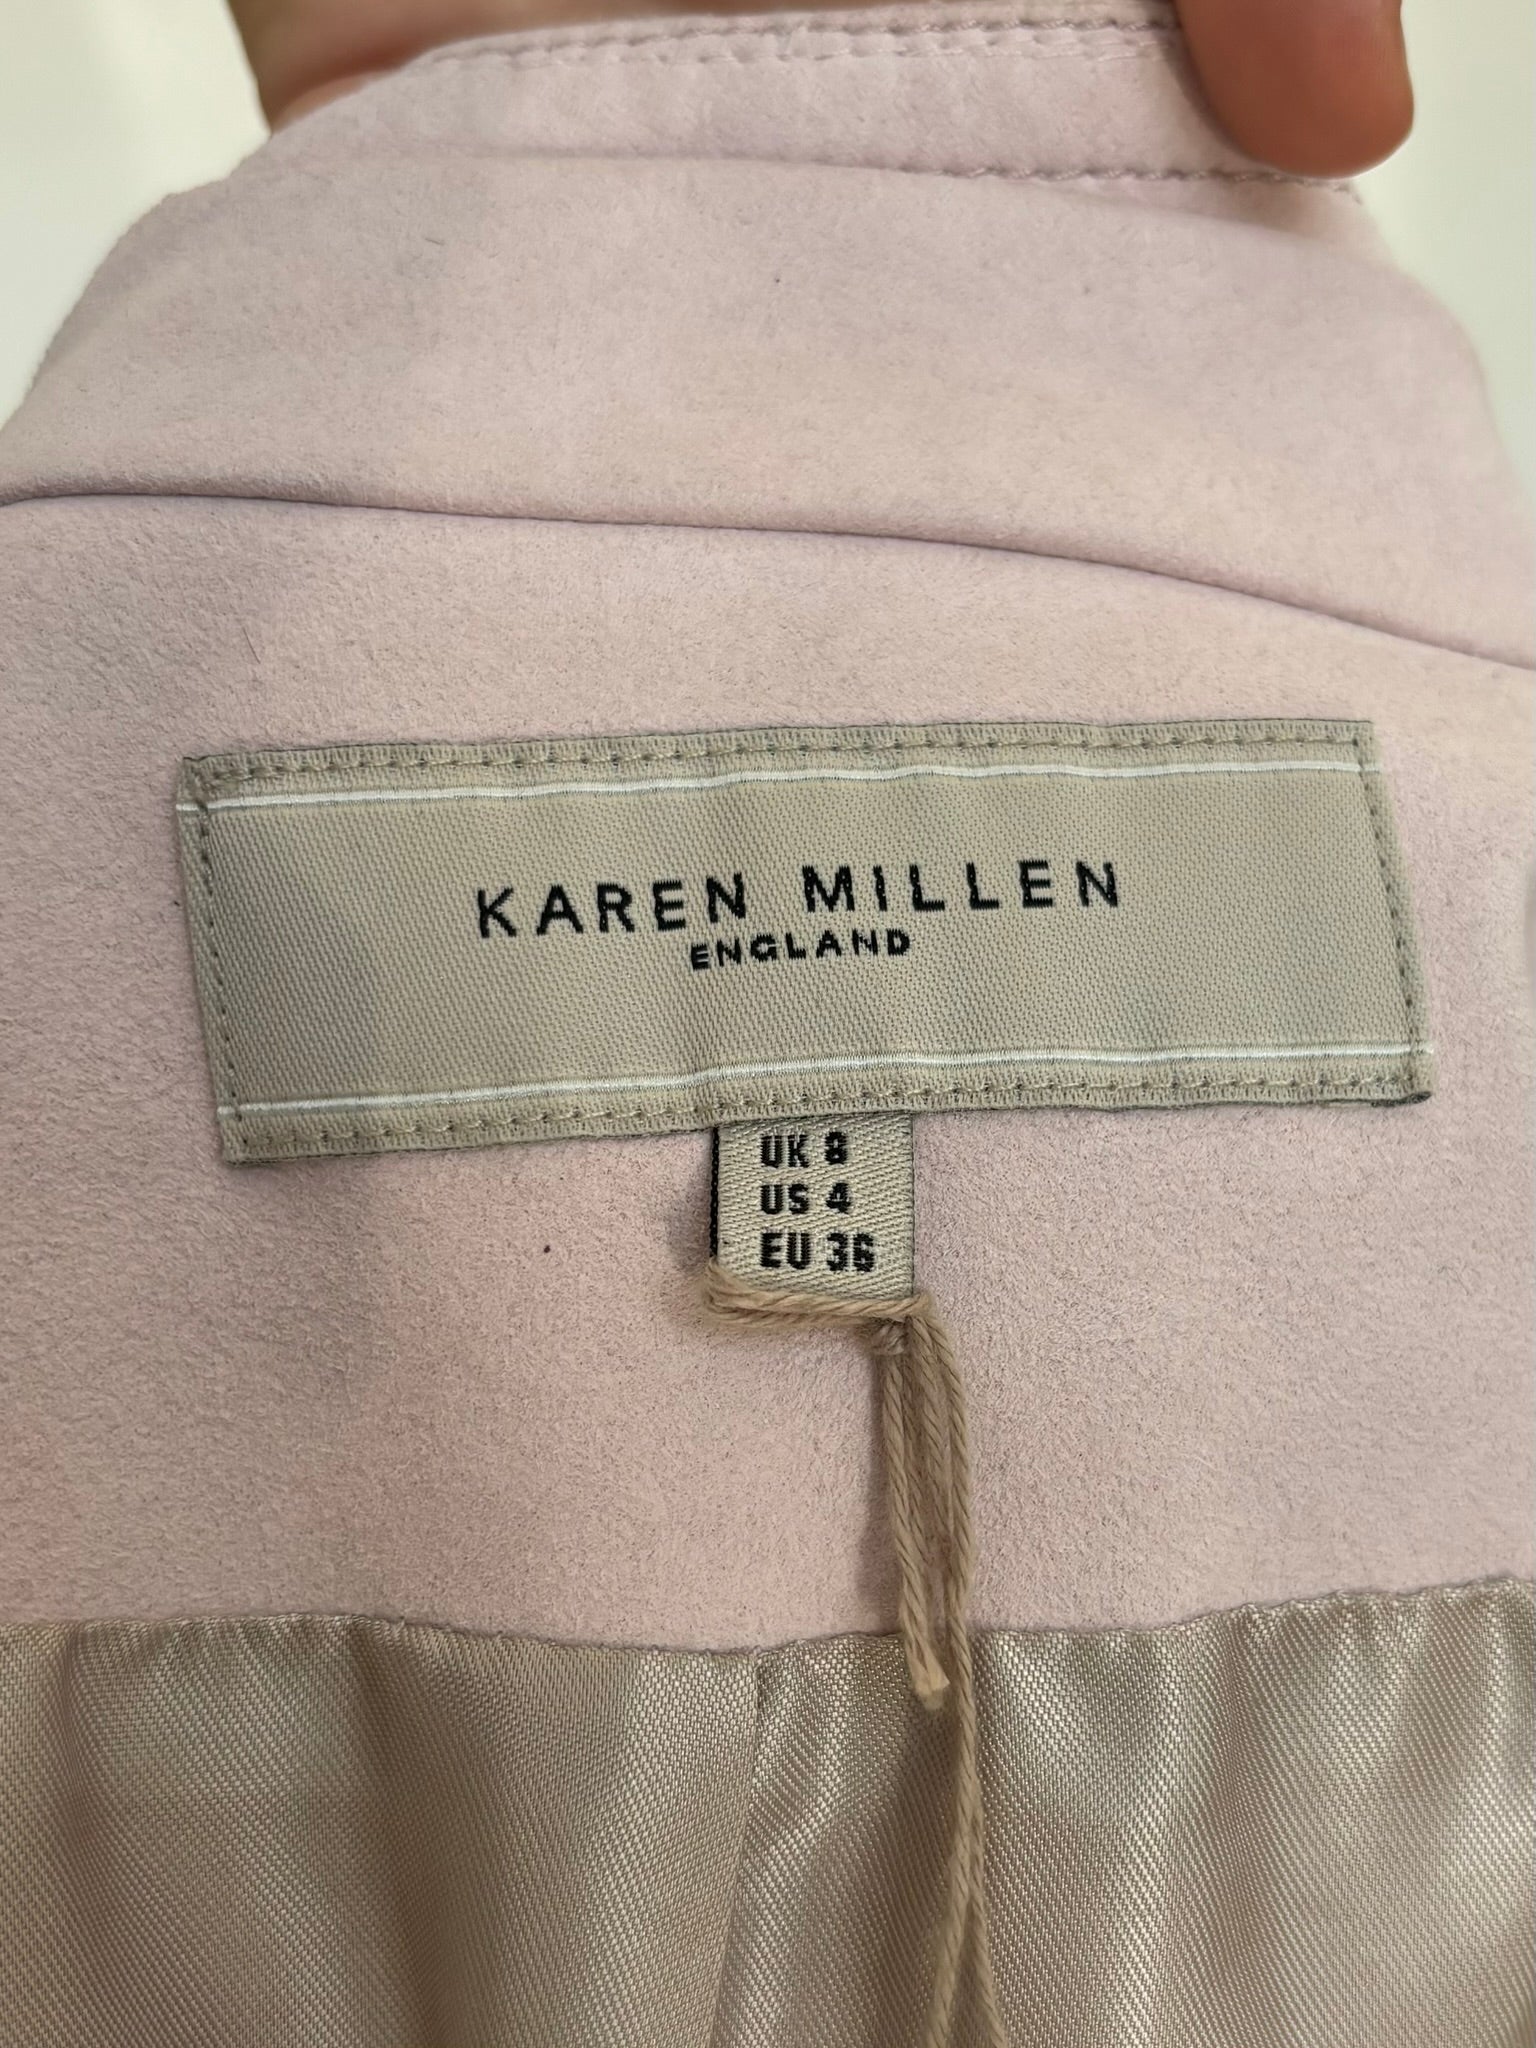 KAREN MILLEN
ENGLAND
UK 8
US 4
EU 36